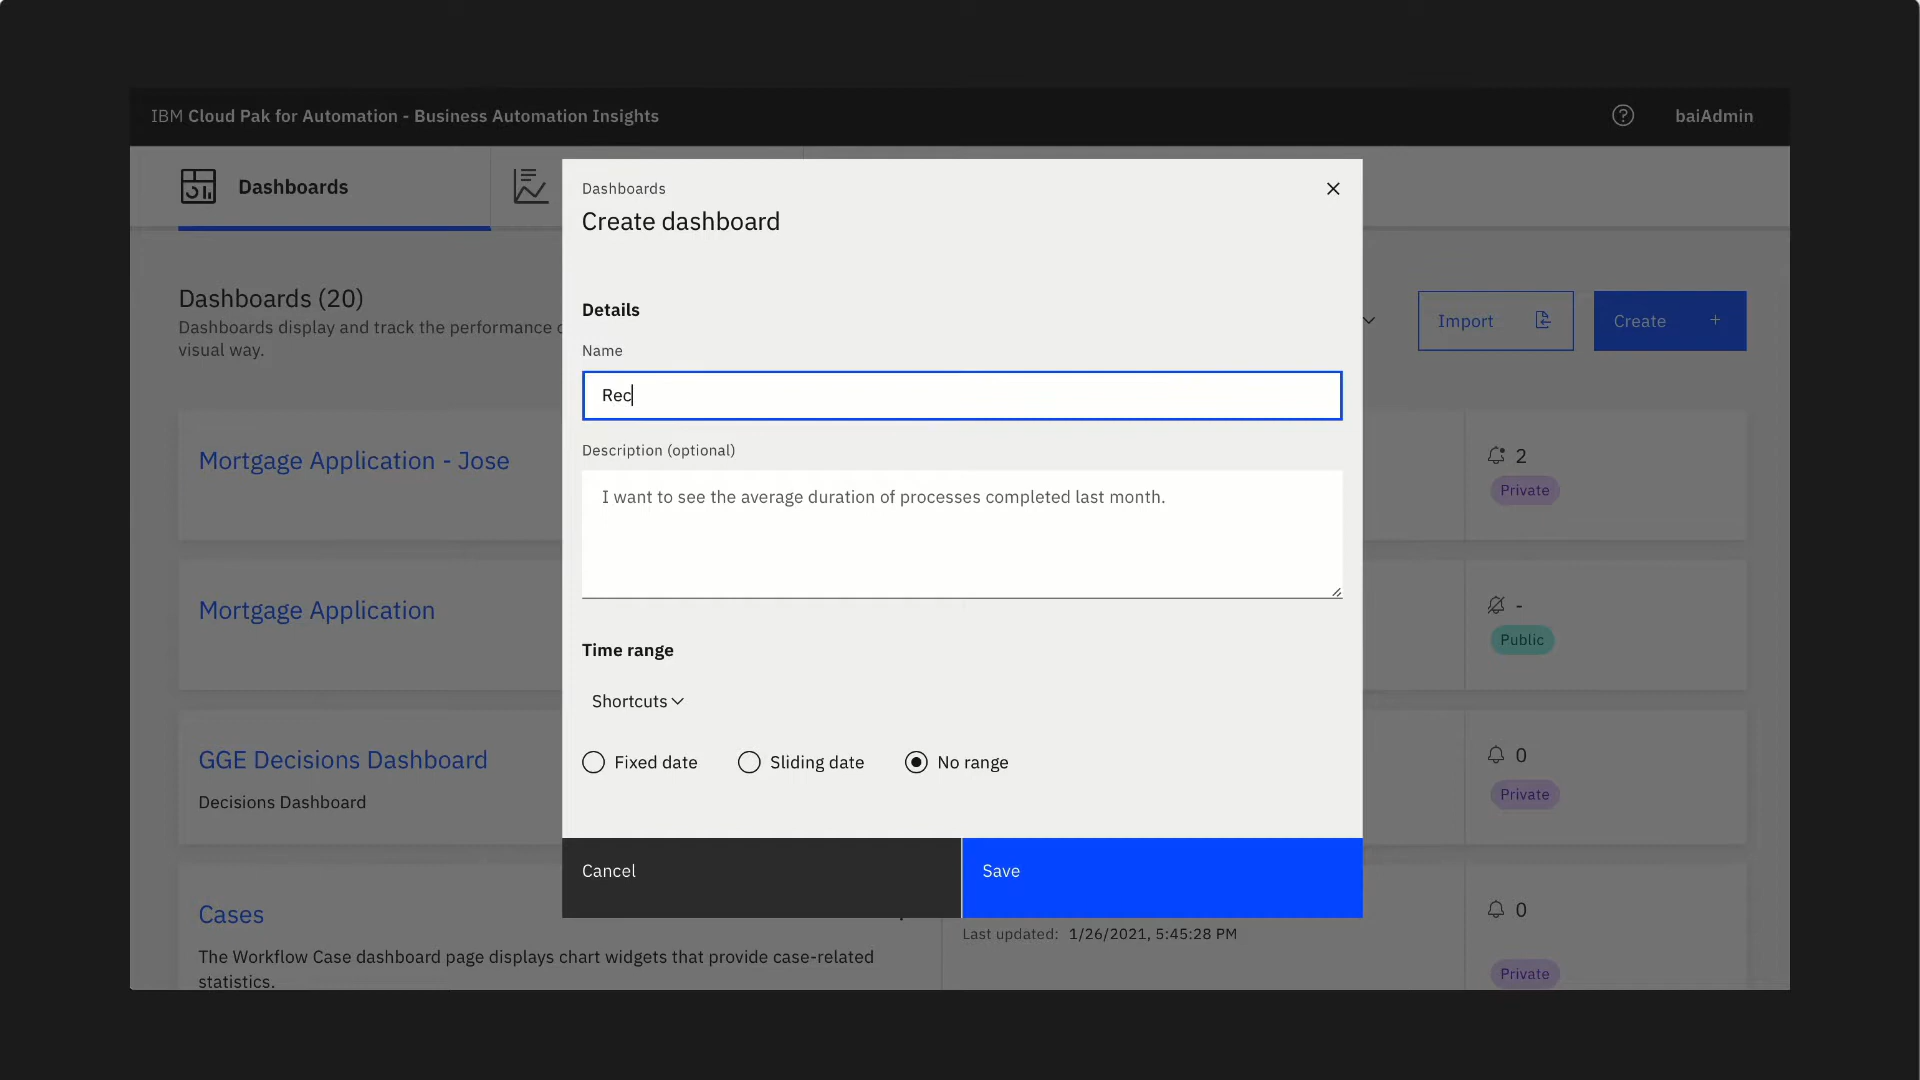 IBM Cloud Pak for Automation - Business Automation Insights
baiAdmin
Dashboards
Dashboards (20)
Dashboards display and track the performance
visual way.
Import
Create
Mortgage Application - Jose
2
Private
Mortgage Application
-
Public
GGE Decisions Dashboard
Decisions Dashboard
0
Private
Cases
The Workflow Case dashboard page displays chart widgets that provide case-related
statistics.
Last updated: 1/26/2021, 5:45:28 PM
0
Private
Dashboards
Create dashboard
Details
Name
Rec
Description (optional)
I want to see the average duration of processes completed last month.
Time range
Shortcuts
Fixed date
Sliding date
No range
Cancel
Save